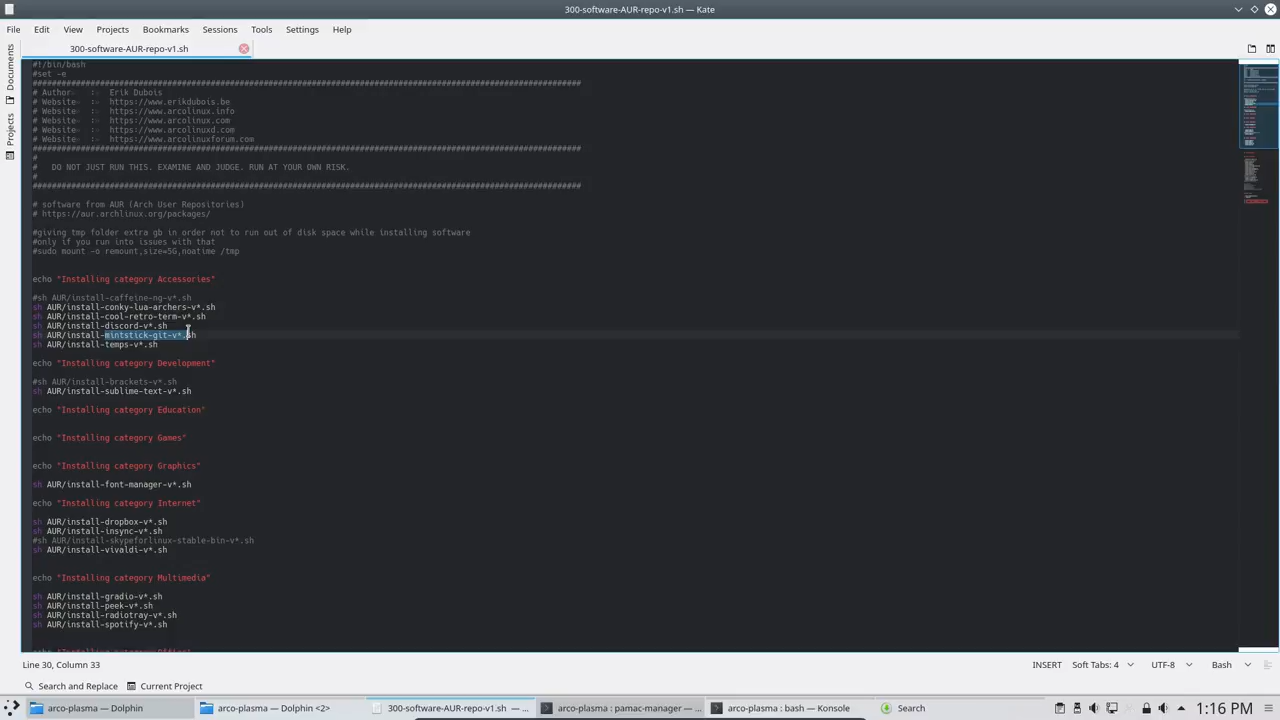 300-software-AUR-repo-v1.sh — Kate
File Edit View Projects Bookmarks Sessions Tools Settings Help
300-software-AUR-repo-v1.sh
Documents
Projects
#!/bin/bash
#set -e
##################################################################################################################
# Author : Erik Dubois
# Website : https://www.erikdubois.be
# Website : https://www.arcolinux.info
# Website : https://www.arcolinux.com
# Website : https://www.arcolinuxd.com
# Website : https://www.arcolinuxforum.com
##################################################################################################################
#
# DO NOT JUST RUN THIS. EXAMINE AND JUDGE. RUN AT YOUR OWN RISK.
#
##################################################################################################################
# software from AUR (Arch User Repositories)
# https://aur.archlinux.org/packages/
#giving tmp folder extra gb in order not to run out of disk space while installing software
#only if you run into issues with that
#sudo mount -o remount,size=5G,noatime /tmp
echo "Installing category Accessories"
#sh AUR/install-caffeine-ng-v*.sh
sh AUR/install-conky-lua-archers-v*.sh
sh AUR/install-cool-retro-term-v*.sh
sh AUR/install-discord-v*.sh
sh AUR/install-mintstick-git-v*.sh
sh AUR/install-temps-v*.sh
echo "Installing category Development"
#sh AUR/install-brackets-v*.sh
sh AUR/install-sublime-text-v*.sh
echo "Installing category Education"
echo "Installing category Games"
echo "Installing category Graphics"
sh AUR/install-font-manager-v*.sh
echo "Installing category Internet"
sh AUR/install-dropbox-v*.sh
sh AUR/install-insync-v*.sh
#sh AUR/install-skypeforlinux-stable-bin-v*.sh
sh AUR/install-vivaldi-v*.sh
echo "Installing category Multimedia"
sh AUR/install-gradio-v*.sh
sh AUR/install-peek-v*.sh
sh AUR/install-radiotray-v*.sh
sh AUR/install-spotify-v*.sh
Line 30, Column 33 INSERT Soft Tabs: 4 UTF-8 Bash
Search and Replace Current Project
arco-plasma — Dolphin arco-plasma — Dolphin <2> 300-software-AUR-repo-v1.sh — ... arco-plasma : pamac-manager — ... arco-plasma : bash — Konsole Search 1:16 PM